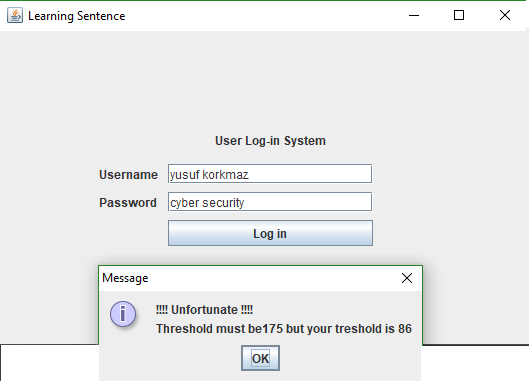 Learning Sentence
User Log-in System
Username yusuf korkmaz
Password cyber security
Log in
Message
!!!! Unfortunate !!!!
Threshold must be175 but your treshold is 86
OK